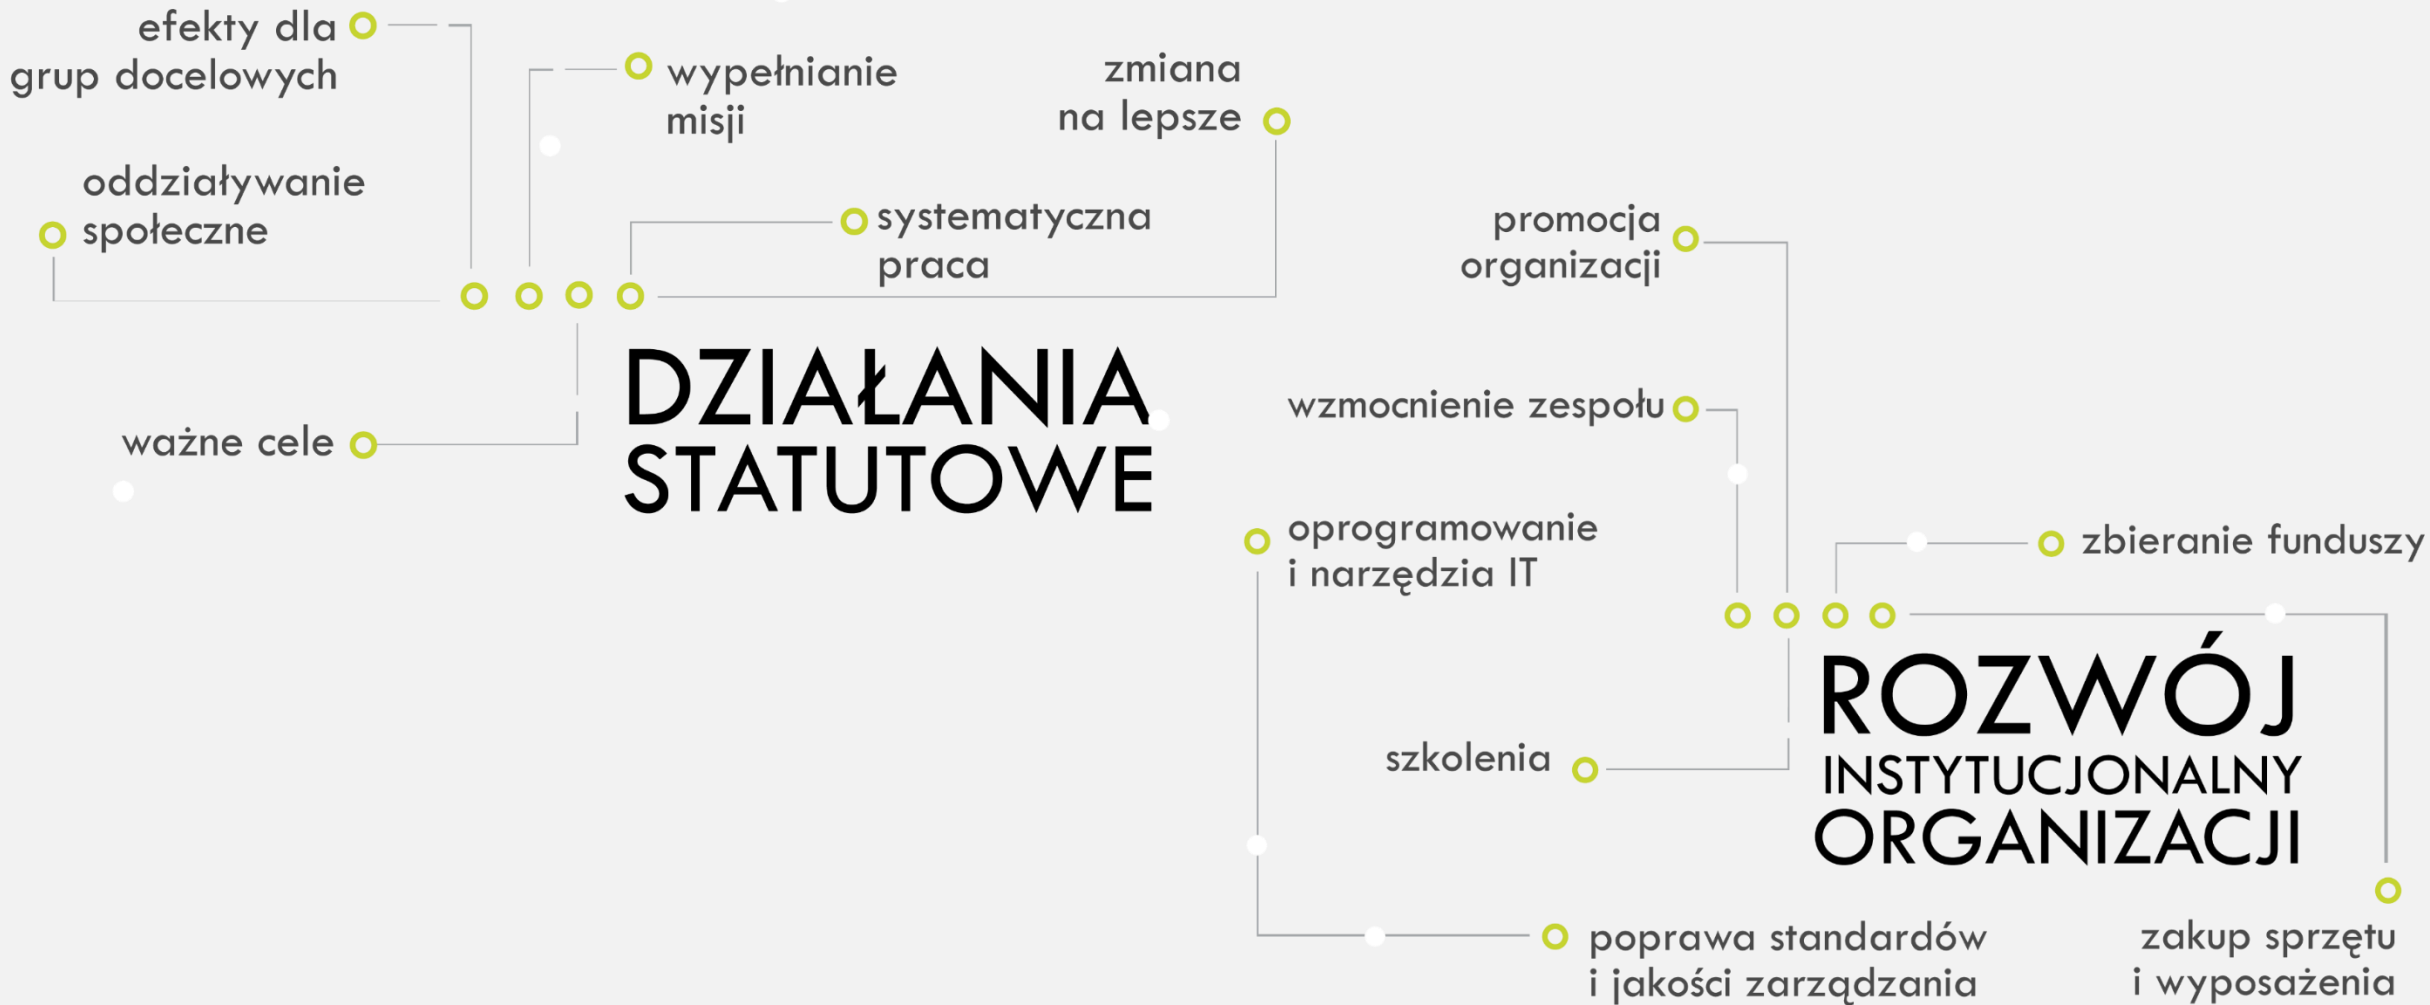 efekty dla
grup docelowych
wypełnianie
misji
zmiana
na lepsze
oddziaływanie
społeczne
systematyczna
praca
ważne cele
DZIAŁANIA
STATUTOWE
promocja
organizacji
wzmocnienie zespołu
oprogramowanie
i narzędzia IT
zbieranie funduszy
szkolenia
ROZWÓJ
INSTYTUCJONALNY
ORGANIZACJI
poprawa standardów
i jakości zarządzania
zakup sprzętu
i wyposażenia